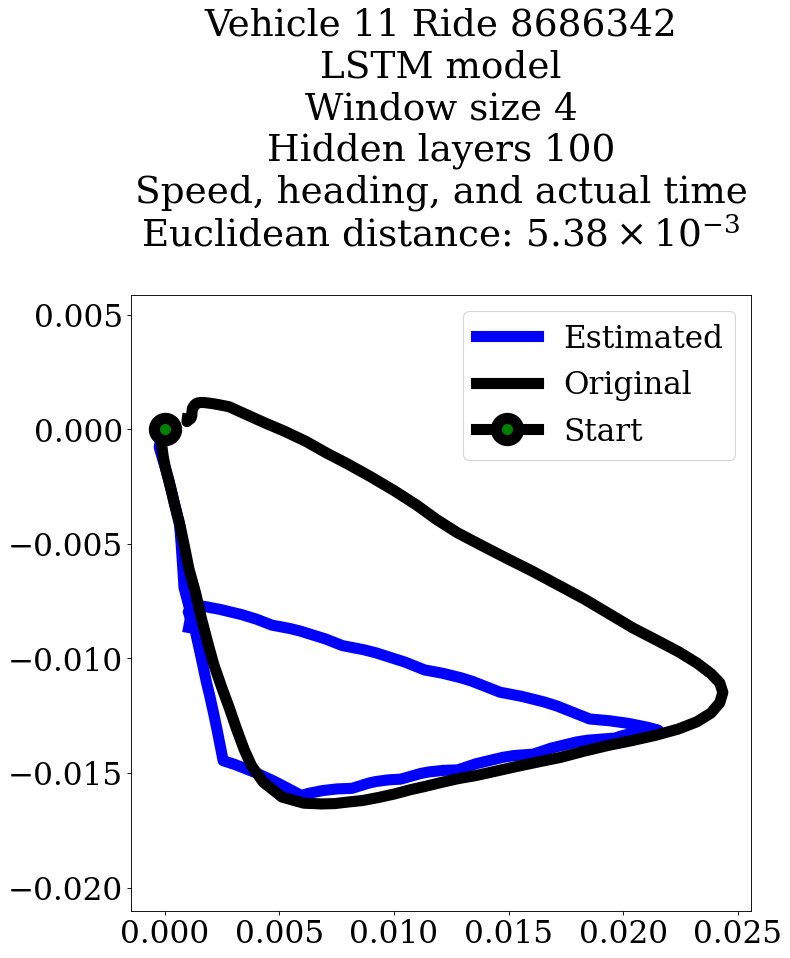 Vehicle 11 Ride 8686342
LSTM model
Window size 4
Hidden layers 100
Speed, heading, and actual time
Euclidean distance: 5.38 × 10⁻³
Estimated
Original
Start
0.005
0.000
−0.005
−0.010
−0.015
−0.020
0.000 0.005 0.010 0.015 0.020 0.025